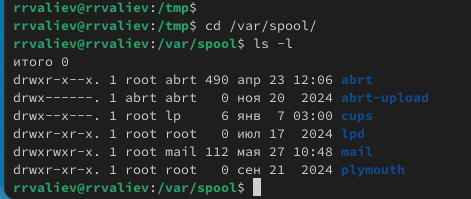 rrvaliev@rrvaliev:/tmp$
rrvaliev@rrvaliev:/tmp$ cd /var/spool/
rrvaliev@rrvaliev:/var/spool$ ls -l
итого 0
drwxr-x--x. 1 root abrt 490 апр 23 12:06 abrt
drwx------. 1 abrt abrt   0 ноя 20  2024 abrt-upload
drwx--x---. 1 root lp     6 янв  7 03:00 cups
drwxr-xr-x. 1 root root   0 июл 17  2024 lpd
drwxrwxr-x. 1 root mail 112 мая 27 10:48 mail
drwxr-xr-x. 1 root root   0 сен 21  2024 plymouth
rrvaliev@rrvaliev:/var/spool$